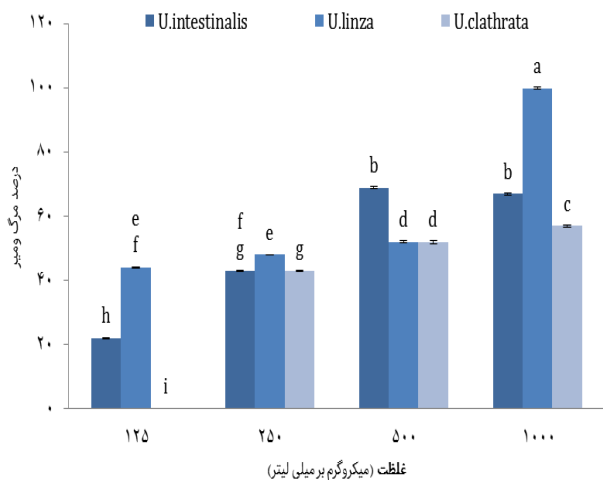 U.intestinalis U.linza U.clathrata
۱۲۰
۱۰۰
۸۰
۶۰
۴۰
۲۰
۰
درصد مرگ ومیر
h
e
f
i
f
g
e
g
b
d
d
b
a
c
۱۲۵ ۲۵۰ ۵۰۰ ۱۰۰۰
غلظت (میکروگرم بر میلی لیتر)